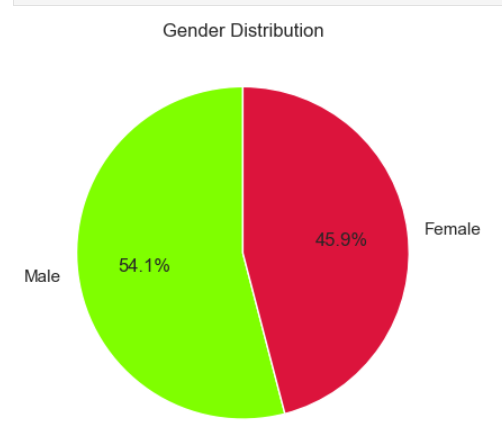 Gender Distribution
45.9%
Female
54.1%
Male